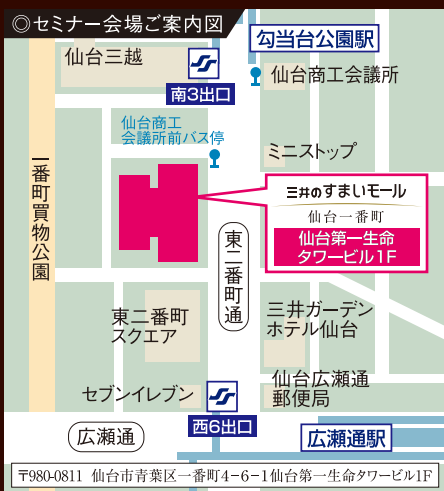 ◎セミナー会場ご案内図
勾当台公園駅
仙台三越
南3出口
仙台商工会議所
仙台商工
会議所前バス停
ミニストップ
三井のすまいモール
仙台一番町
仙台第一生命
タワービル1F
一番町買物公園
東二番町通
東二番町
スクエア
三井ガーデン
ホテル仙台
セブンイレブン
仙台広瀬通
郵便局
西6出口
広瀬通
広瀬通駅
〒980-0811 仙台市青葉区一番町4-6-1仙台第一生命タワービル1F